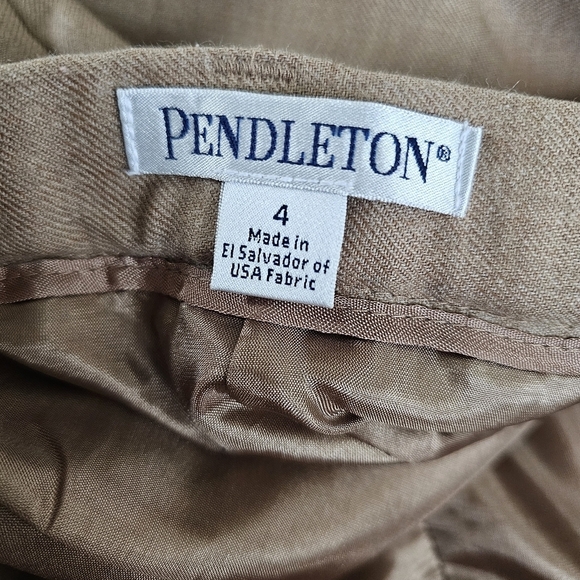 PENDLETON®
4
Made in
El Salvador of
USA Fabric